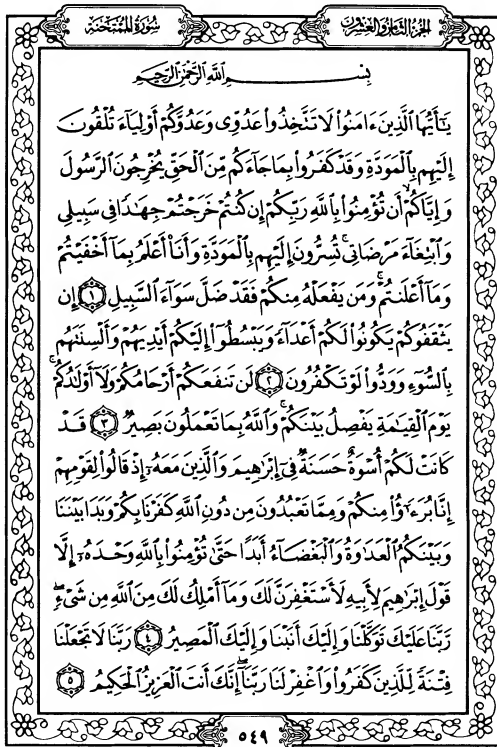 الجزء الثامن والعشرون
سورة الممتحنة
بِسْمِ اللَّهِ الرَّحْمَٰنِ الرَّحِيمِ
يَٰٓأَيُّهَا ٱلَّذِينَ ءَامَنُوا۟ لَا تَتَّخِذُوا۟ عَدُوِّى وَعَدُوَّكُمْ أَوْلِيَآءَ تُلْقُونَ
إِلَيْهِم بِٱلْمَوَدَّةِ وَقَدْ كَفَرُوا۟ بِمَا جَآءَكُم مِّنَ ٱلْحَقِّ يُخْرِجُونَ ٱلرَّسُولَ
وَإِيَّاكُمْ ۙ أَن تُؤْمِنُوا۟ بِٱللَّهِ رَبِّكُمْ إِن كُنتُمْ خَرَجْتُمْ جِهَٰدًا فِى سَبِيلِى
وَٱبْتِغَآءَ مَرْضَاتِى ۚ تُسِرُّونَ إِلَيْهِم بِٱلْمَوَدَّةِ وَأَنَا۠ أَعْلَمُ بِمَآ أَخْفَيْتُمْ
وَمَآ أَعْلَنتُمْ ۚ وَمَن يَفْعَلْهُ مِنكُمْ فَقَدْ ضَلَّ سَوَآءَ ٱلسَّبِيلِ ١ إِن
يَثْقَفُوكُمْ يَكُونُوا۟ لَكُمْ أَعْدَآءً وَيَبْسُطُوٓا۟ إِلَيْكُمْ أَيْدِيَهُمْ وَأَلْسِنَتَهُم
بِٱلسُّوٓءِ وَوَدُّوا۟ لَوْ تَكْفُرُونَ ٢ لَن تَنفَعَكُمْ أَرْحَامُكُمْ وَلَآ أَوْلَٰدُكُمْ ۚ
يَوْمَ ٱلْقِيَٰمَةِ يَفْصِلُ بَيْنَكُمْ ۚ وَٱللَّهُ بِمَا تَعْمَلُونَ بَصِيرٌ ٣ قَدْ
كَانَتْ لَكُمْ أُسْوَةٌ حَسَنَةٌ فِىٓ إِبْرَٰهِيمَ وَٱلَّذِينَ مَعَهُۥٓ إِذْ قَالُوا۟ لِقَوْمِهِمْ
إِنَّا بُرَءَٰٓؤُا۟ مِنكُمْ وَمِمَّا تَعْبُدُونَ مِن دُونِ ٱللَّهِ كَفَرْنَا بِكُمْ وَبَدَا بَيْنَنَا
وَبَيْنَكُمُ ٱلْعَدَٰوَةُ وَٱلْبَغْضَآءُ أَبَدًا حَتَّىٰ تُؤْمِنُوا۟ بِٱللَّهِ وَحْدَهُۥٓ إِلَّا
قَوْلَ إِبْرَٰهِيمَ لِأَبِيهِ لَأَسْتَغْفِرَنَّ لَكَ وَمَآ أَمْلِكُ لَكَ مِنَ ٱللَّهِ مِن شَىْءٍ ۖ
رَّبَّنَا عَلَيْكَ تَوَكَّلْنَا وَإِلَيْكَ أَنَبْنَا وَإِلَيْكَ ٱلْمَصِيرُ ٤ رَبَّنَا لَا تَجْعَلْنَا
فِتْنَةً لِّلَّذِينَ كَفَرُوا۟ وَٱغْفِرْ لَنَا رَبَّنَآ ۖ إِنَّكَ أَنتَ ٱلْعَزِيزُ ٱلْحَكِيمُ ٥
٥٤٩